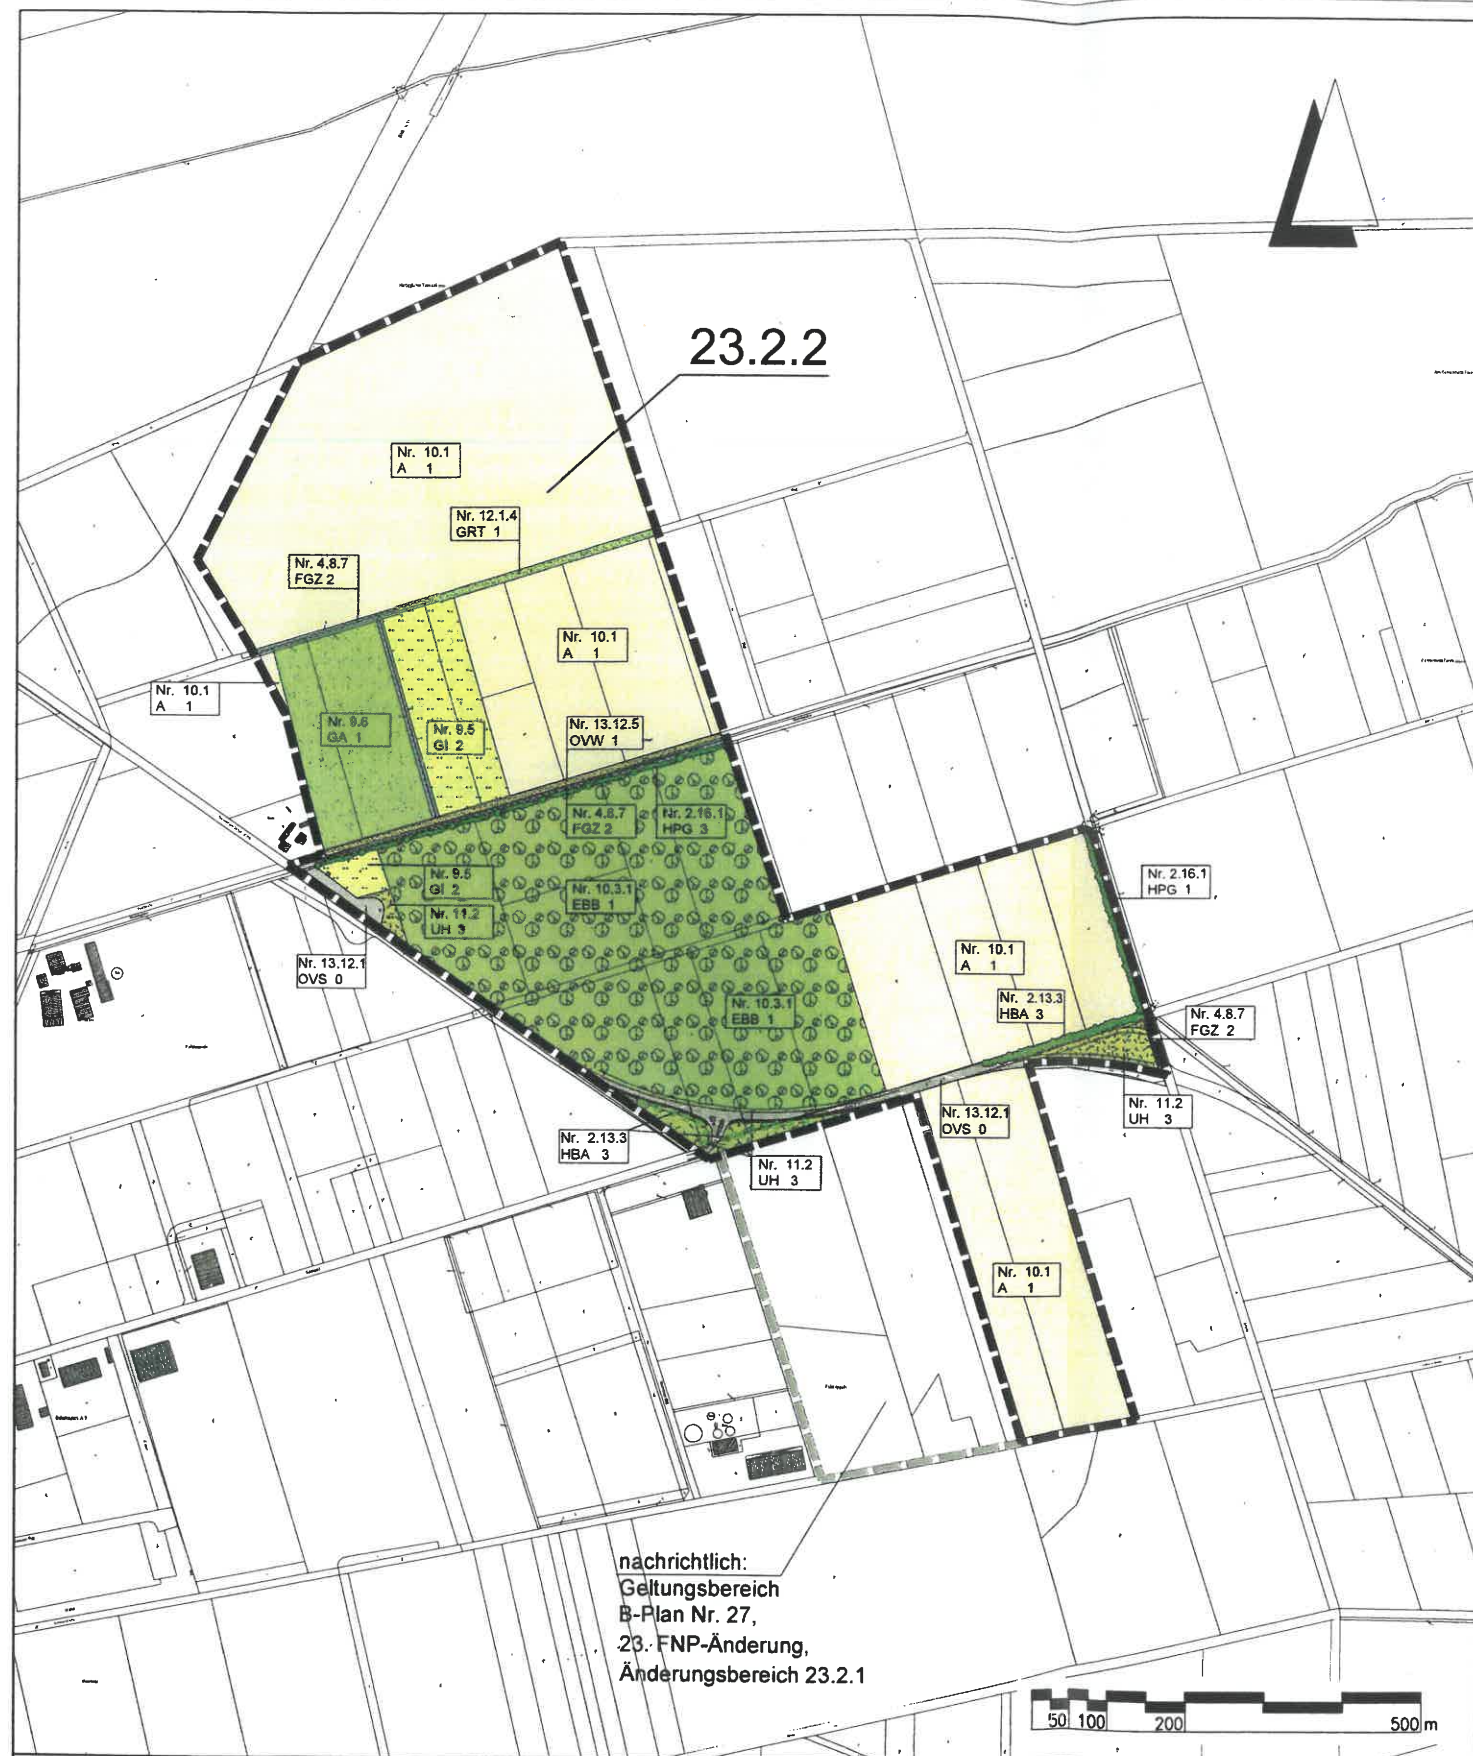 23.2.2
Nr. 10.1
A 1
Nr. 12.1.4
GRT 1
Nr. 4.8.7
FGZ 2
Nr. 10.1
A 1
Nr. 10.1
A 1
Nr. 9.6
GA 1
Nr. 9.5
GI 2
Nr. 13.12.5
OVW 1
Nr. 4.8.7
FGZ 2
Nr. 2.16.1
HPG 3
Nr. 9.5
GI 2
Nr. 10.3.1
EBB 1
Nr. 11.2
UH 3
Nr. 2.16.1
HPG 1
Nr. 13.12.1
OVS 0
Nr. 10.1
A 1
Nr. 10.3.1
EBB 1
Nr. 2.13.3
HBA 3
Nr. 4.8.7
FGZ 2
Nr. 13.12.1
OVS 0
Nr. 11.2
UH 3
Nr. 2.13.3
HBA 3
Nr. 11.2
UH 3
Nr. 10.1
A 1
nachrichtlich:
Geltungsbereich
B-Plan Nr. 27,
23. FNP-Änderung,
Änderungsbereich 23.2.1
50 100 200 500 m